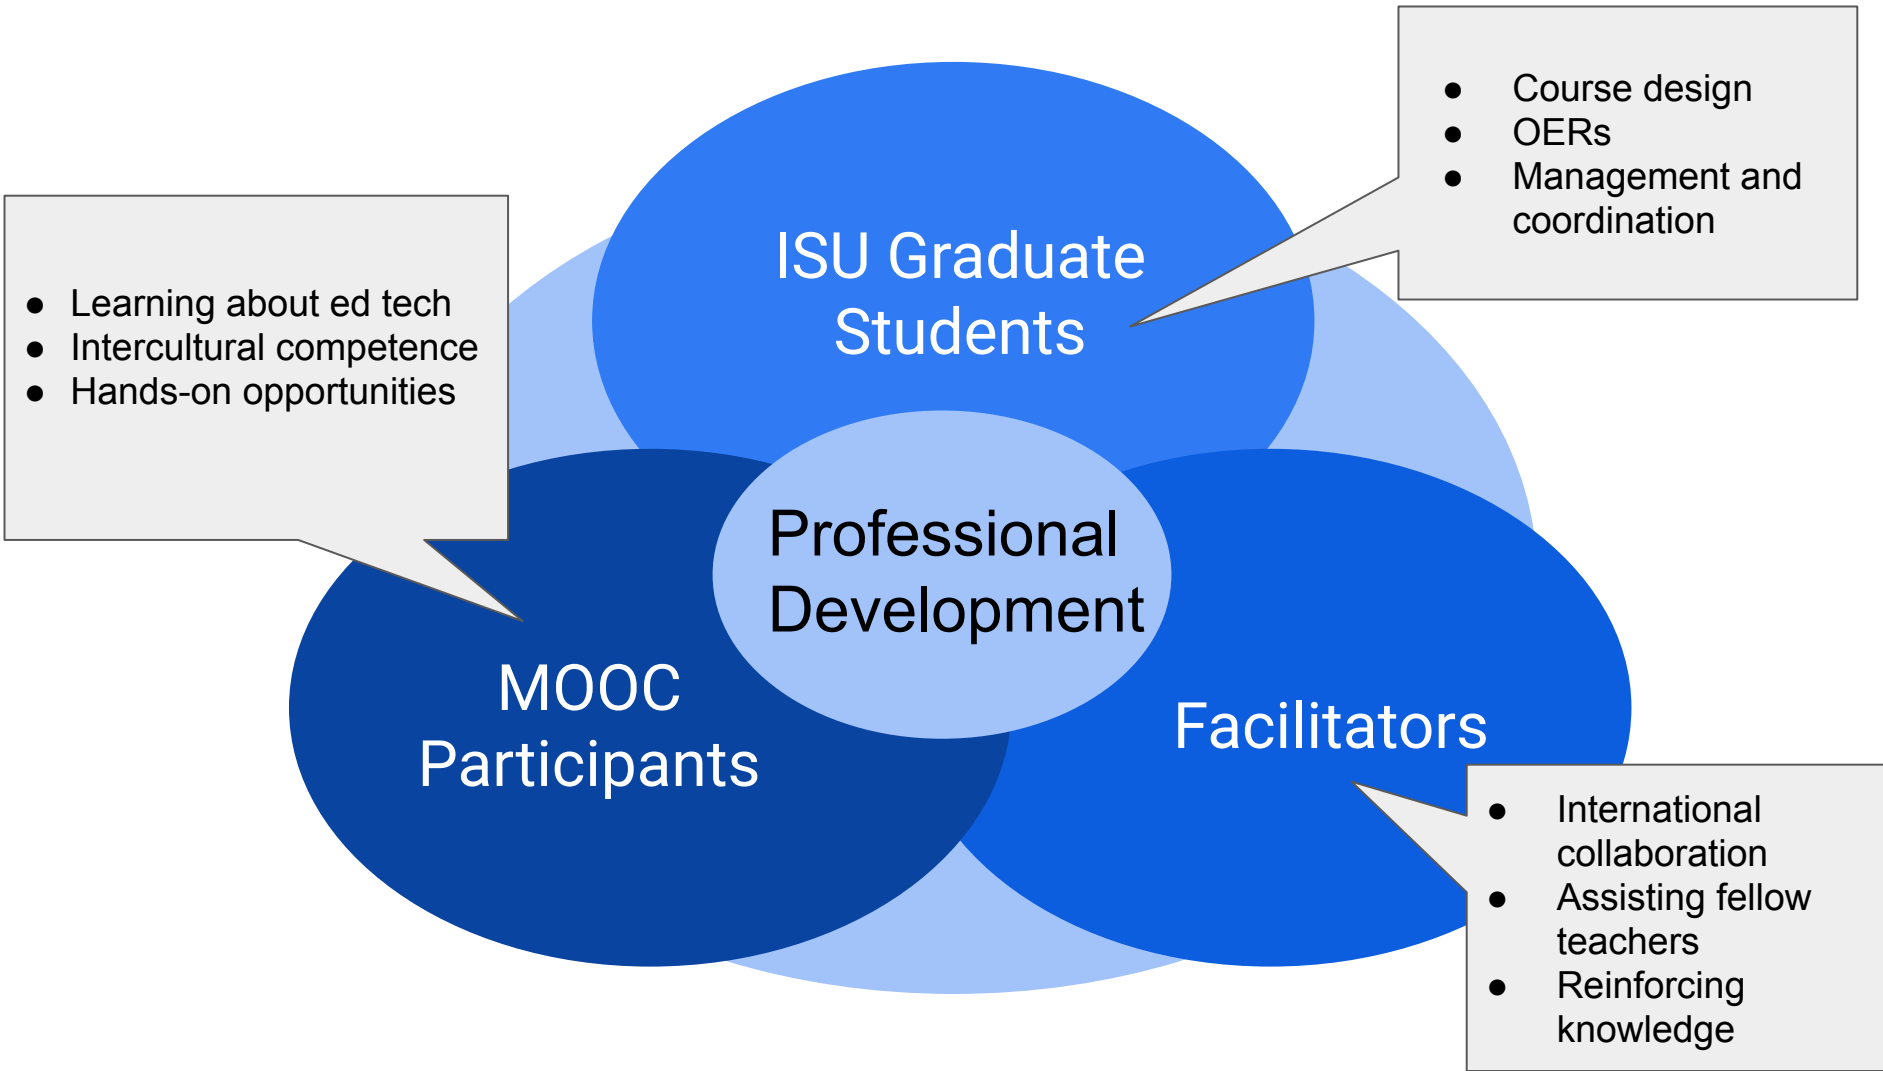 ● Course design
● OERs
● Management and
coordination
ISU Graduate
Students
● Learning about ed tech
● Intercultural competence
● Hands-on opportunities
Professional
Development
MOOC
Participants
Facilitators
● International
collaboration
● Assisting fellow
teachers
● Reinforcing
knowledge